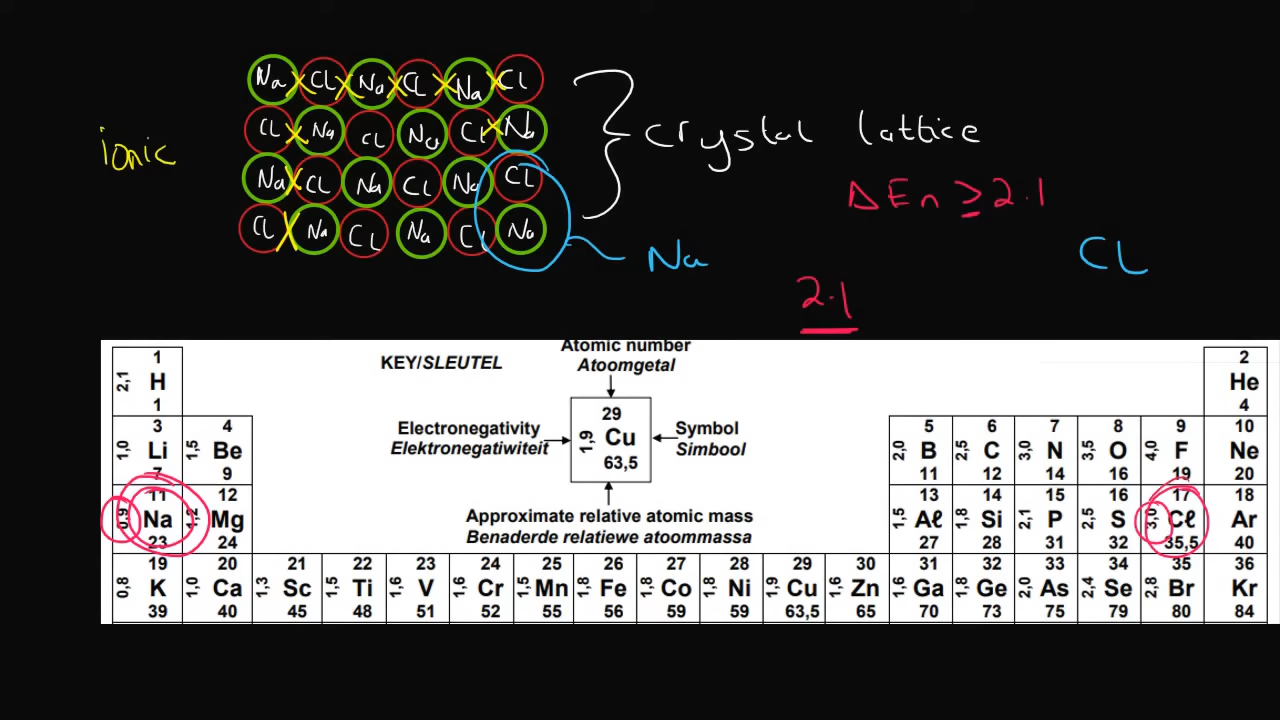 Na CL Na CL Na CL
CL Na CL Na CL Na
Na CL Na CL Na CL
CL Na CL Na CL Na
ionic
crystal lattice
ΔEn ≥ 2.1
Na
CL
2.1
KEY/SLEUTEL
Atomic number
Atoomgetal
Electronegativity
Elektronegatiwiteit
29
1,9 Cu
63,5
Symbol
Simbool
Approximate relative atomic mass
Benaderde relatiewe atoommassa
1 2
2,1 H He
1 4
3 4 5 6 7 8 9 10
1,0 Li 1,5 Be 2,0 B 2,5 C 3,0 N 3,5 O 4,0 F Ne
7 9 11 12 14 16 19 20
11 12 13 14 15 16 17 18
0,9 Na 1,2 Mg 1,5 Aℓ 1,8 Si 2,1 P 2,5 S 3,0 Cℓ Ar
23 24 27 28 31 32 35,5 40
19 20 21 22 23 24 25 26 27 28 29 30 31 32 33 34 35 36
0,8 K 1,0 Ca 1,3 Sc 1,5 Ti 1,6 V 1,6 Cr 1,5 Mn 1,8 Fe 1,8 Co 1,8 Ni 1,9 Cu 1,6 Zn 1,6 Ga 1,8 Ge 2,0 As 2,4 Se 2,8 Br Kr
39 40 45 48 51 52 55 56 59 59 63,5 65 70 73 75 79 80 84